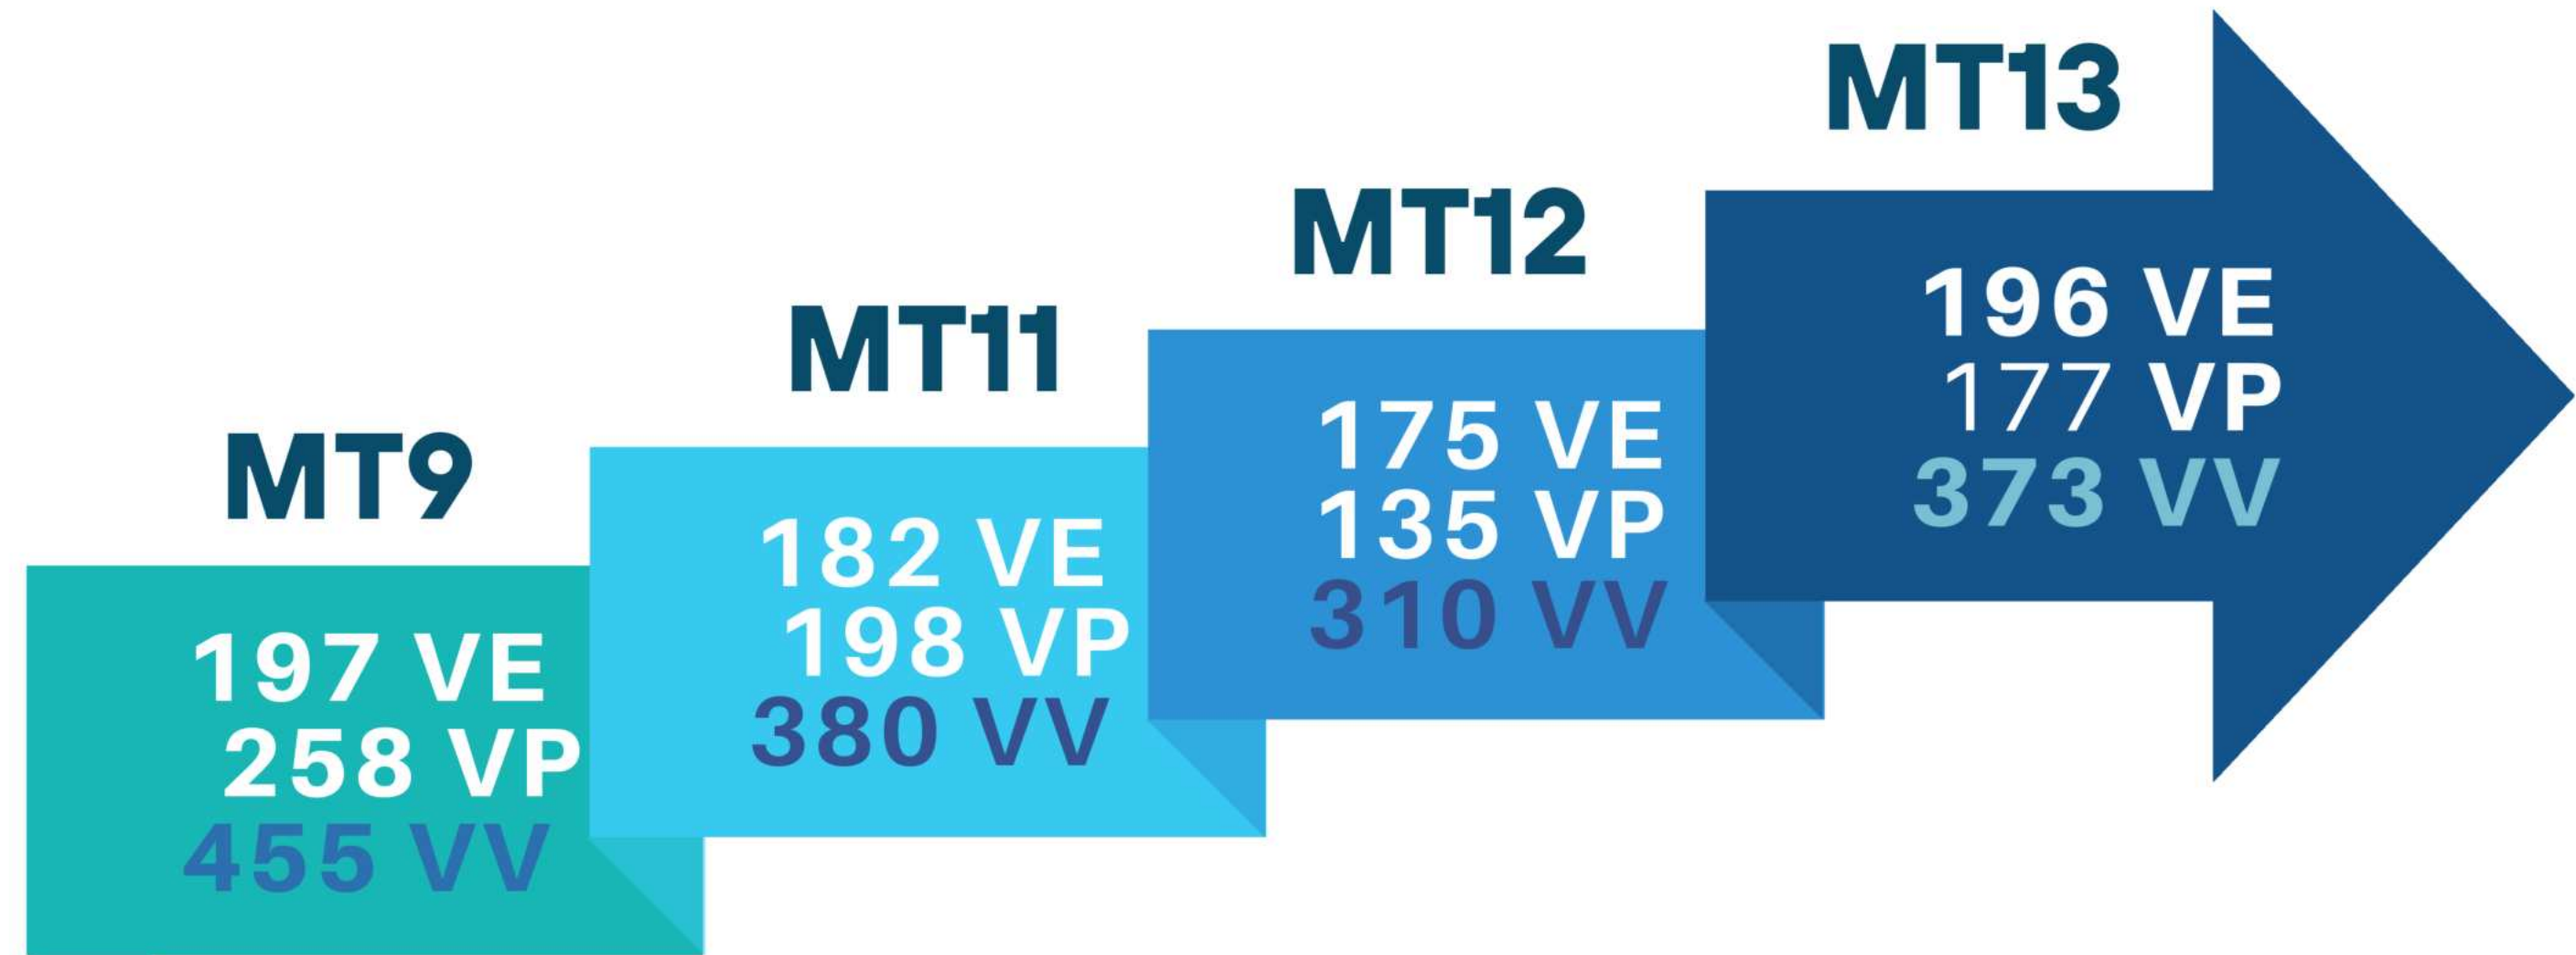 MT9
197 VE
258 VP
455 VV
MT11
182 VE
198 VP
380 VV
MT12
175 VE
135 VP
310 VV
MT13
196 VE
177 VP
373 VV